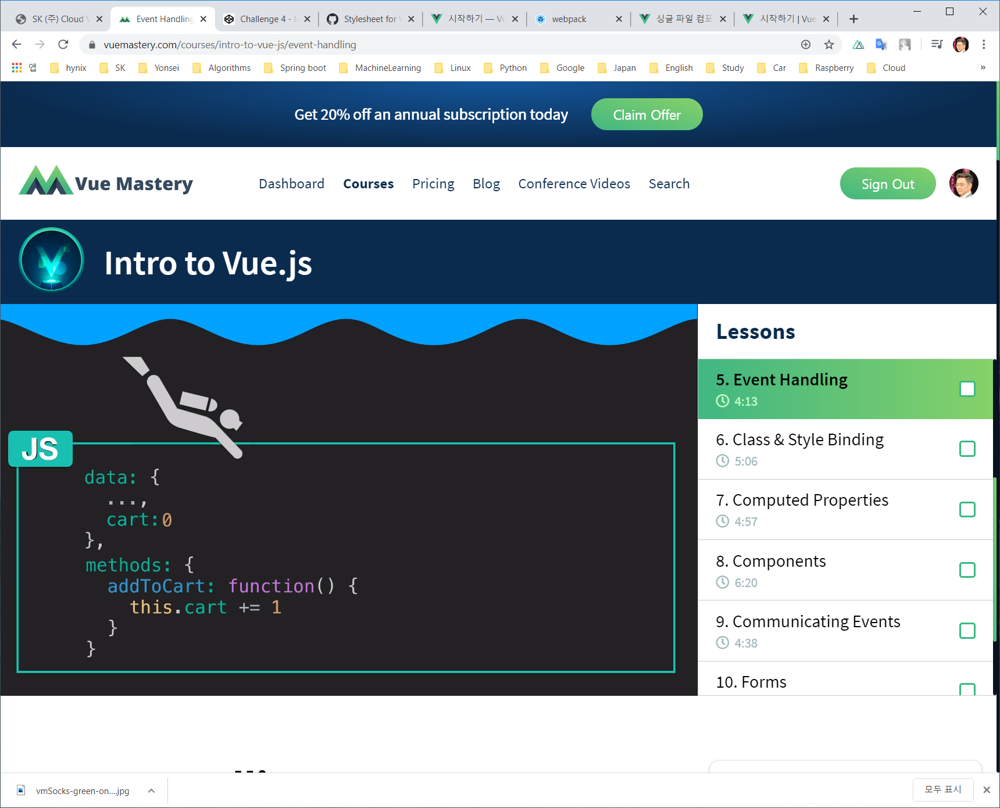 SK (주) Cloud
Event Handling
Challenge 4 -
Stylesheet for
시작하기 — Vu
webpack
싱글 파일 컴포
시작하기 | Vue
vuemastery.com/courses/intro-to-vue-js/event-handling
앱 hynix SK Yonsei Algorithms Spring boot MachineLearning Linux Python Google Japan English Study Car Raspberry Cloud »
Get 20% off an annual subscription today
Claim Offer
Vue Mastery
Dashboard Courses Pricing Blog Conference Videos Search
Sign Out
Intro to Vue.js
JS
data: {
...,
cart:0
},
methods: {
addToCart: function() {
this.cart += 1
}
}
Lessons
5. Event Handling
4:13
6. Class & Style Binding
5:06
7. Computed Properties
4:57
8. Components
6:20
9. Communicating Events
4:38
10. Forms
vmSocks-green-on....jpg
모두 표시